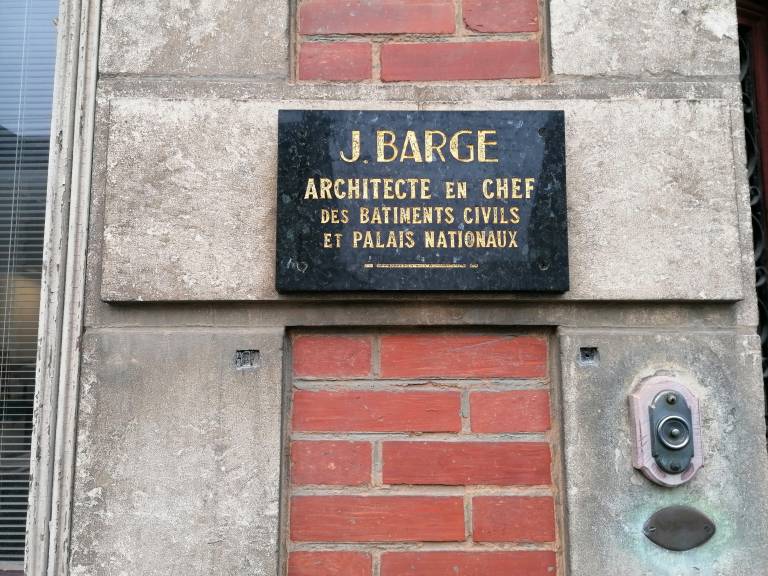 J. BARGE
ARCHITECTE EN CHEF
DES BATIMENTS CIVILS
ET PALAIS NATIONAUX